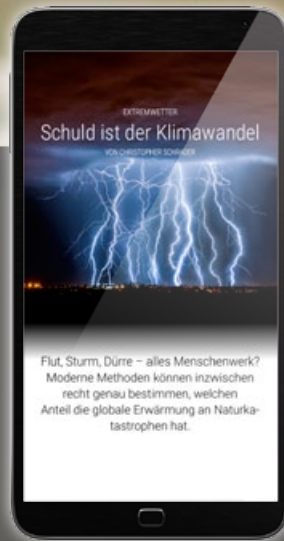 EXTREMWETTER
Schuld ist der Klimawandel
VON CHRISTOPHER SCHRADER
Flut, Sturm, Dürre – alles Menschenwerk?
Moderne Methoden können inzwischen
recht genau bestimmen, welchen
Anteil die globale Erwärmung an Naturka-
tastrophen hat.